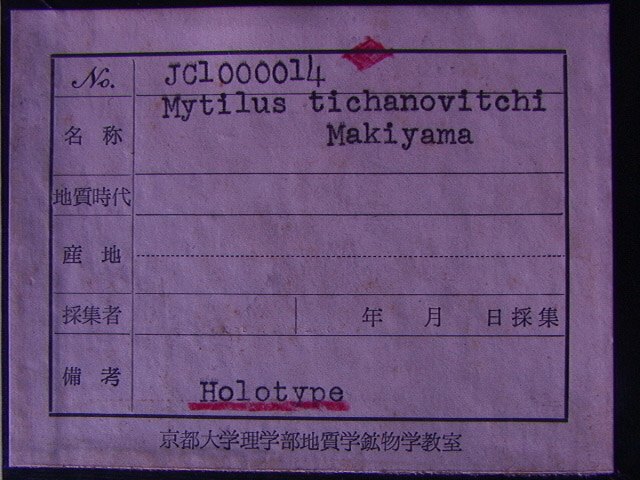 No. JC1000014
名称 Mytilus tichanovitchi
Makiyama
地質時代
産地
採集者 年 月 日採集
備考 Holotype
京都大学理学部地質学鉱物学教室